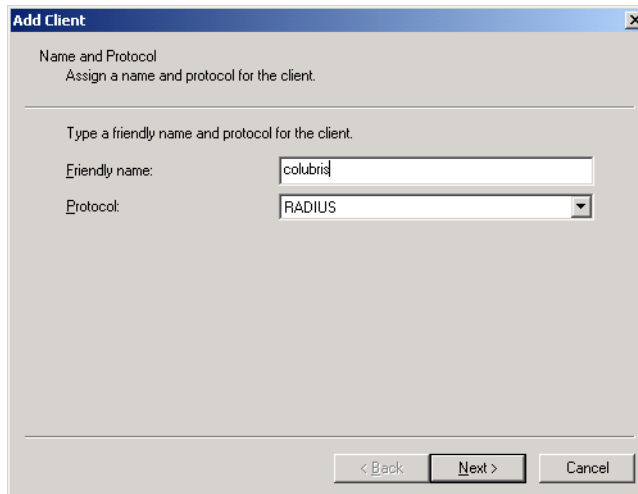 Add Client
Name and Protocol
Assign a name and protocol for the client.
Type a friendly name and protocol for the client.
Friendly name: colubris
Protocol: RADIUS
< Back Next > Cancel